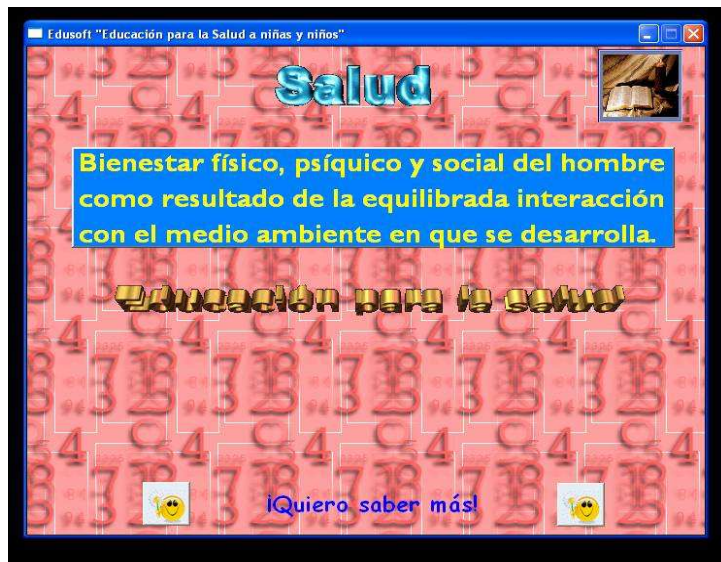 Edusoft "Educación para la Salud a niñas y niños"
Salud
Bienestar físico, psíquico y social del hombre
como resultado de la equilibrada interacción
con el medio ambiente en que se desarrolla.
Educación para la salud
¡Quiero saber más!